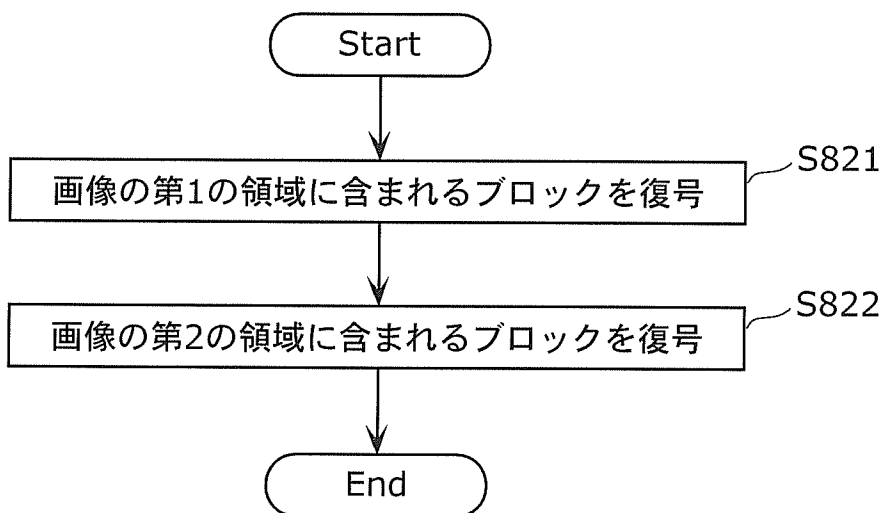 Start
画像の第1の領域に含まれるブロックを復号
S821
画像の第2の領域に含まれるブロックを復号
S822
End